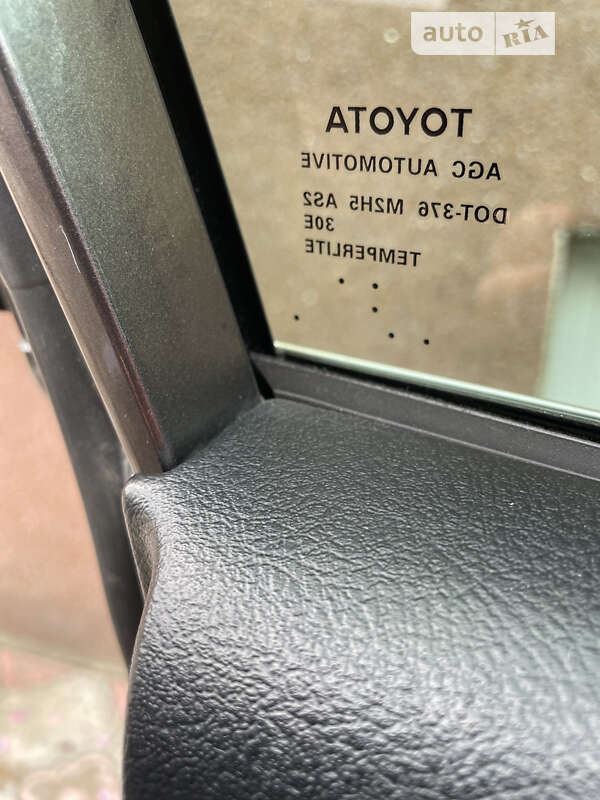 auto RIA
TOYOTA
AGC AUTOMOTIVE
DOT-376 M2H5 AS2
30E
TEMPERLITE